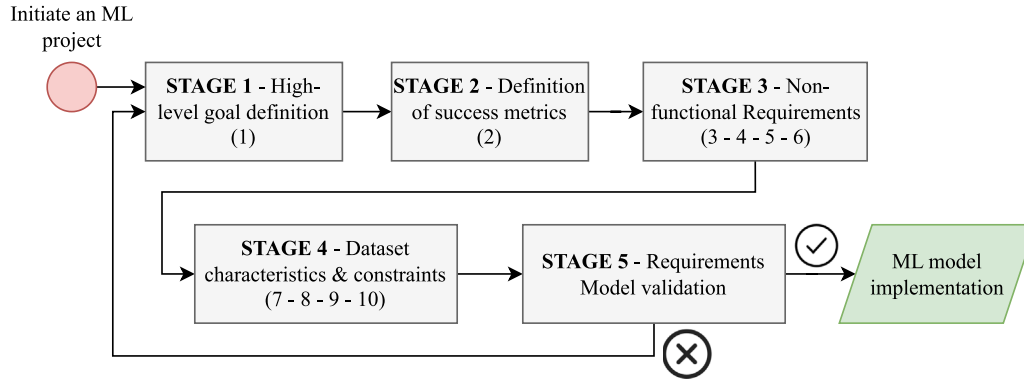 Initiate an ML
project
STAGE 1 - High-
level goal definition
(1)
STAGE 2 - Definition
of success metrics
(2)
STAGE 3 - Non-
functional Requirements
(3 - 4 - 5 - 6)
STAGE 4 - Dataset
characteristics & constraints
(7 - 8 - 9 - 10)
STAGE 5 - Requirements
Model validation
ML model
implementation